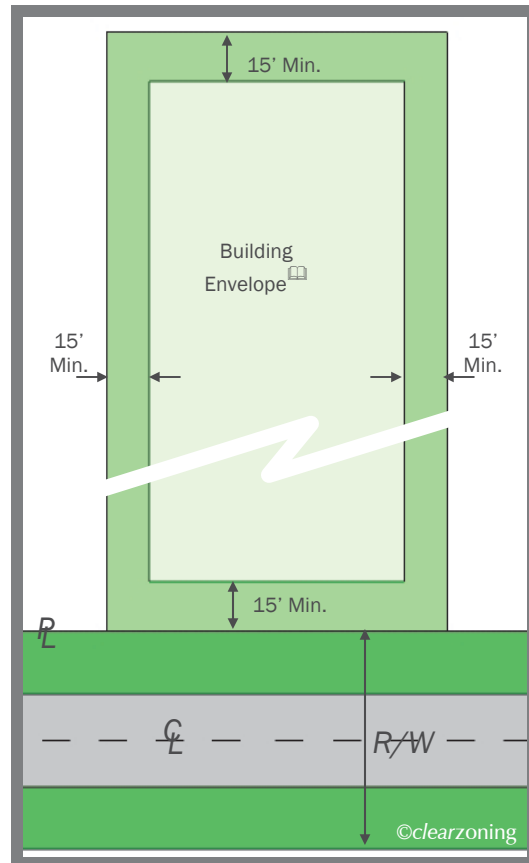 15’ Min.
Building
Envelope
15’
Min.
15’
Min.
15’ Min.
PL
CL
R/W
©clearzoning